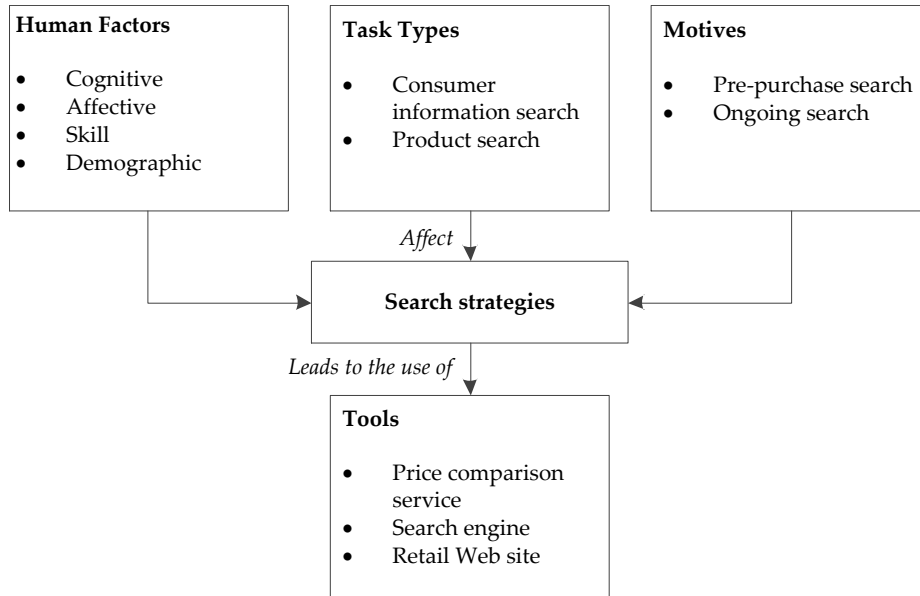 Human Factors
• Cognitive
• Affective
• Skill
• Demographic
Task Types
• Consumer
information search
• Product search
Motives
• Pre-purchase search
• Ongoing search
Affect
Search strategies
Leads to the use of
Tools
• Price comparison
service
• Search engine
• Retail Web site